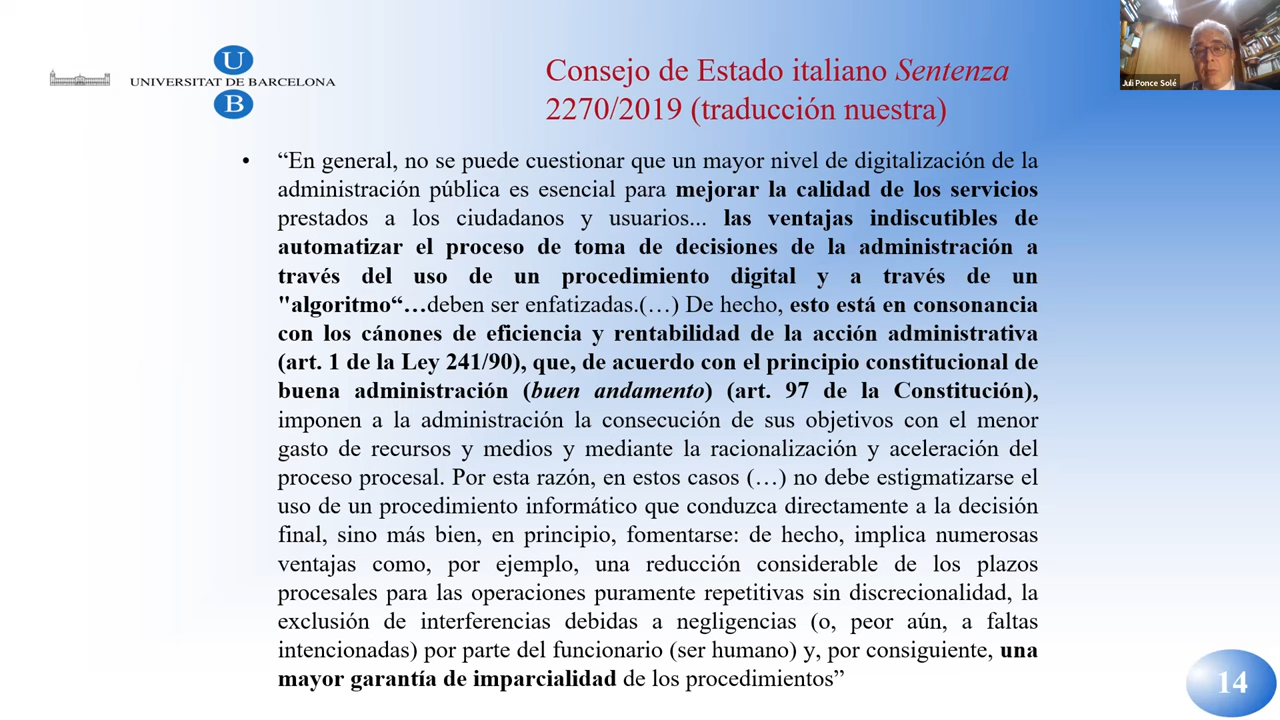 U
UNIVERSITAT DE BARCELONA
B
Consejo de Estado italiano Sentenza
2270/2019 (traducción nuestra)
Juli Ponce Solé
• “En general, no se puede cuestionar que un mayor nivel de digitalización de la
administración pública es esencial para mejorar la calidad de los servicios
prestados a los ciudadanos y usuarios... las ventajas indiscutibles de
automatizar el proceso de toma de decisiones de la administración a
través del uso de un procedimiento digital y a través de un
"algoritmo“…deben ser enfatizadas.(…) De hecho, esto está en consonancia
con los cánones de eficiencia y rentabilidad de la acción administrativa
(art. 1 de la Ley 241/90), que, de acuerdo con el principio constitucional de
buena administración (buen andamento) (art. 97 de la Constitución),
imponen a la administración la consecución de sus objetivos con el menor
gasto de recursos y medios y mediante la racionalización y aceleración del
proceso procesal. Por esta razón, en estos casos (…) no debe estigmatizarse el
uso de un procedimiento informático que conduzca directamente a la decisión
final, sino más bien, en principio, fomentarse: de hecho, implica numerosas
ventajas como, por ejemplo, una reducción considerable de los plazos
procesales para las operaciones puramente repetitivas sin discrecionalidad, la
exclusión de interferencias debidas a negligencias (o, peor aún, a faltas
intencionadas) por parte del funcionario (ser humano) y, por consiguiente, una
mayor garantía de imparcialidad de los procedimientos”
14